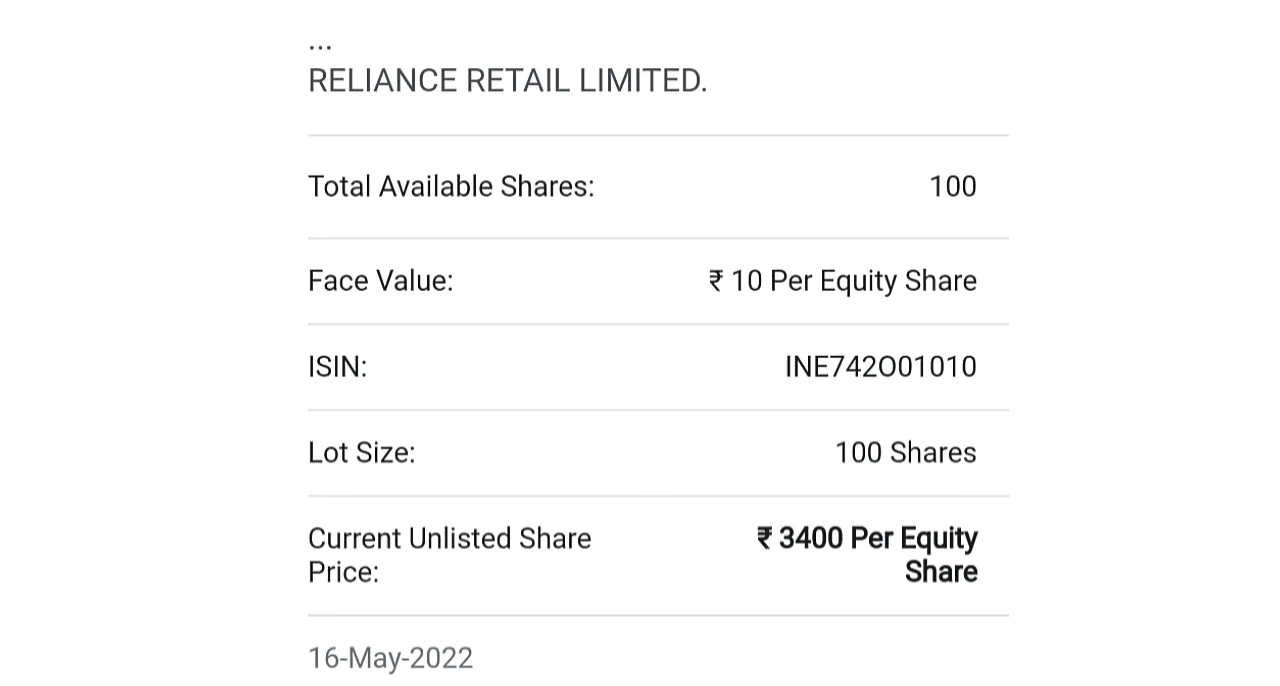 ...
RELIANCE RETAIL LIMITED.
Total Available Shares: 100
Face Value: ₹ 10 Per Equity Share
ISIN: INE742O01010
Lot Size: 100 Shares
Current Unlisted Share Price: ₹ 3400 Per Equity Share
16-May-2022